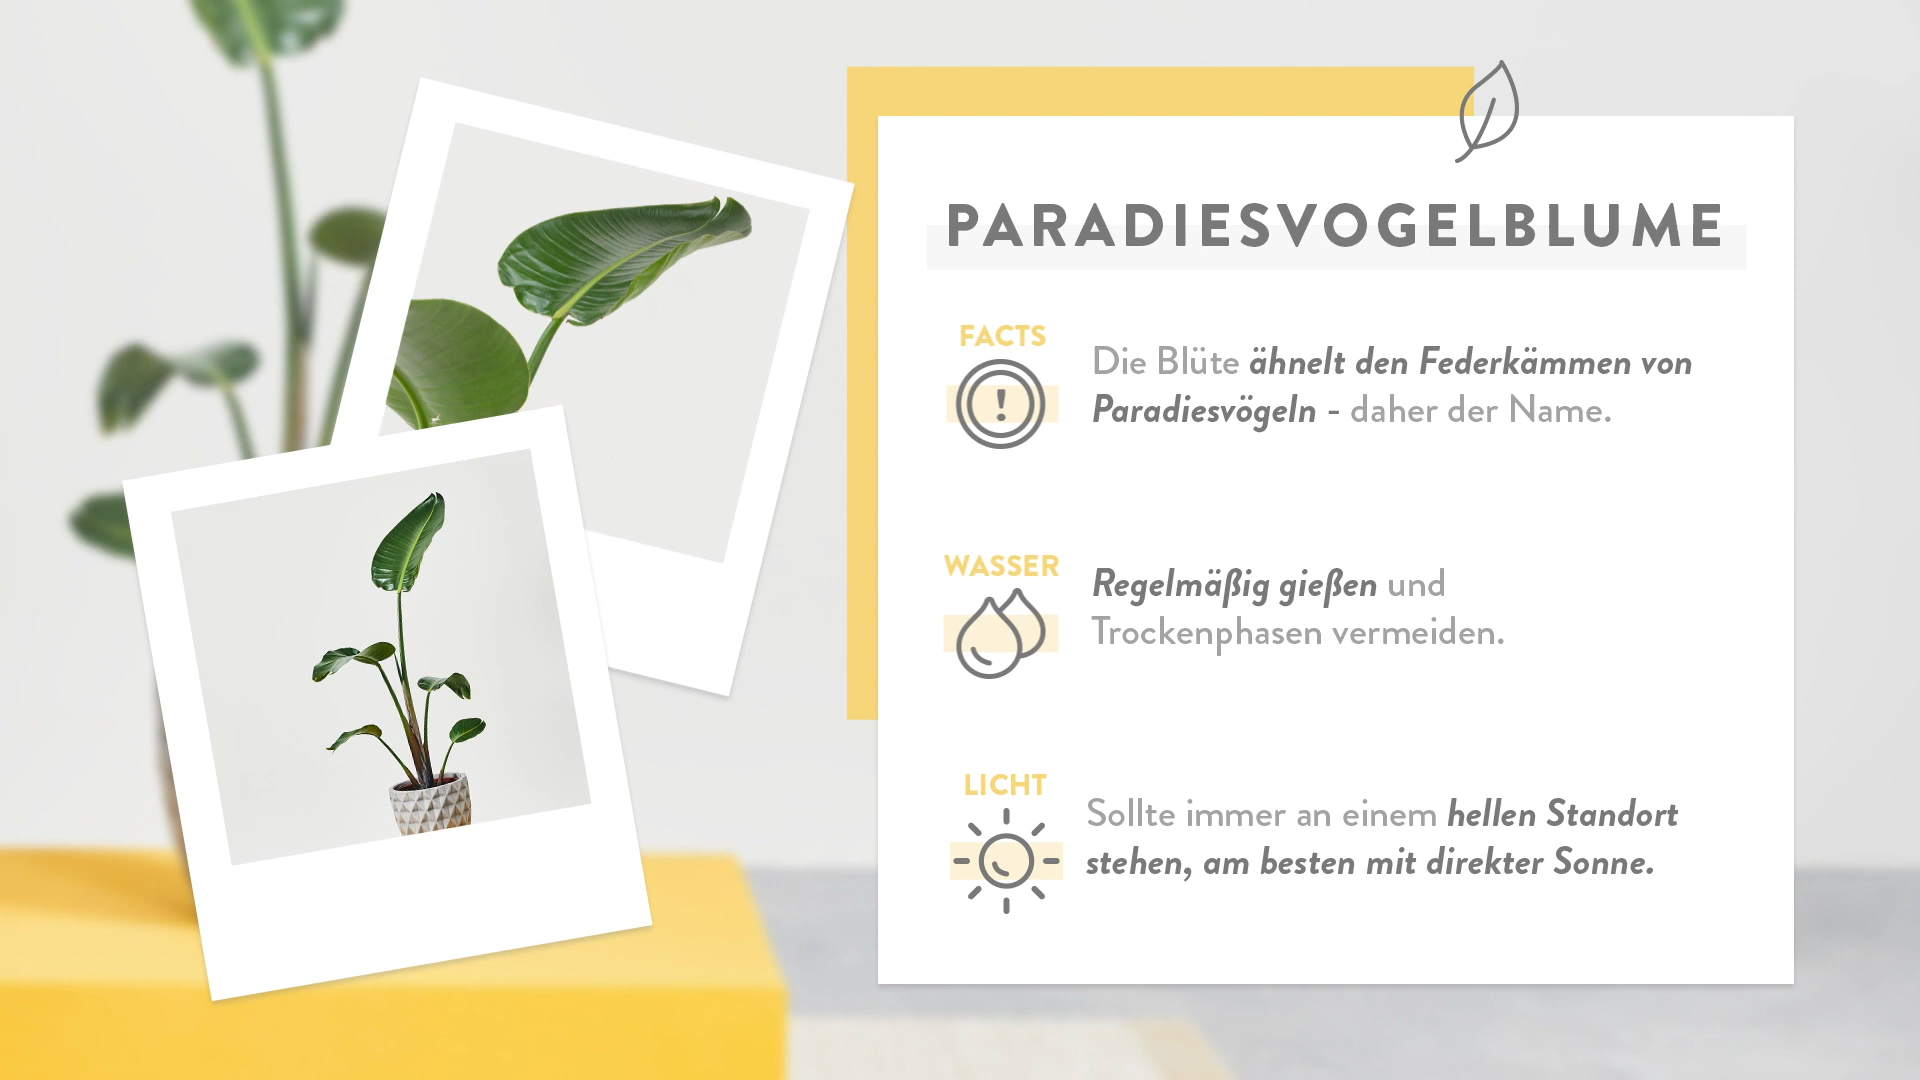 PARADIESVOGELBLUME
FACTS
Die Blüte ähnelt den Federkämmen von
Paradiesvögeln - daher der Name.
WASSER
Regelmäßig gießen und
Trockenphasen vermeiden.
LICHT
Sollte immer an einem hellen Standort
stehen, am besten mit direkter Sonne.